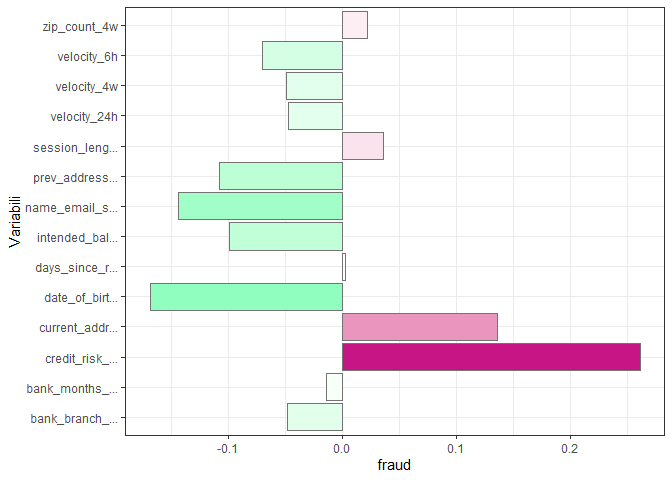 zip_count_4w
velocity_6h
velocity_4w
velocity_24h
session_leng...
prev_address...
name_email_s...
intended_bal...
days_since_r...
date_of_birt...
current_addr...
credit_risk_...
bank_months_...
bank_branch_...
Variabili
-0.1 0.0 0.1 0.2
fraud